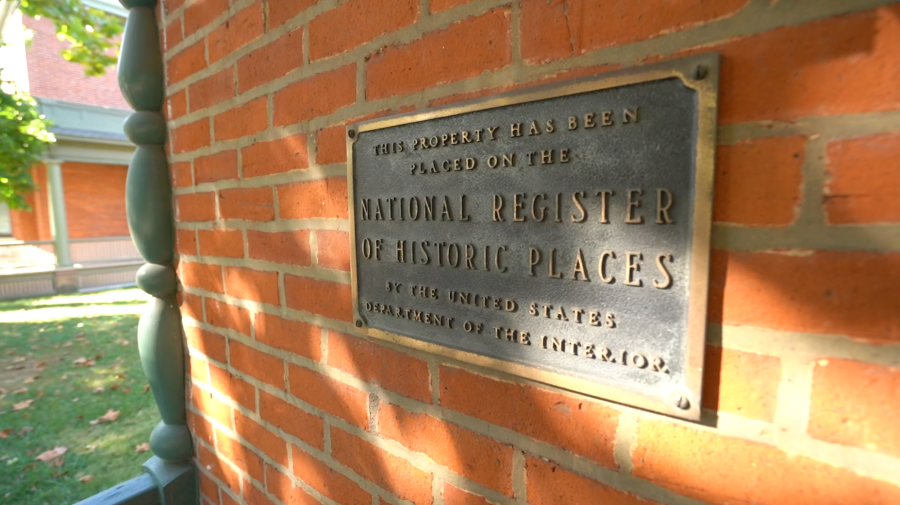 THIS PROPERTY HAS BEEN
PLACED ON THE
NATIONAL REGISTER
OF HISTORIC PLACES
BY THE UNITED STATES
DEPARTMENT OF THE INTERIOR